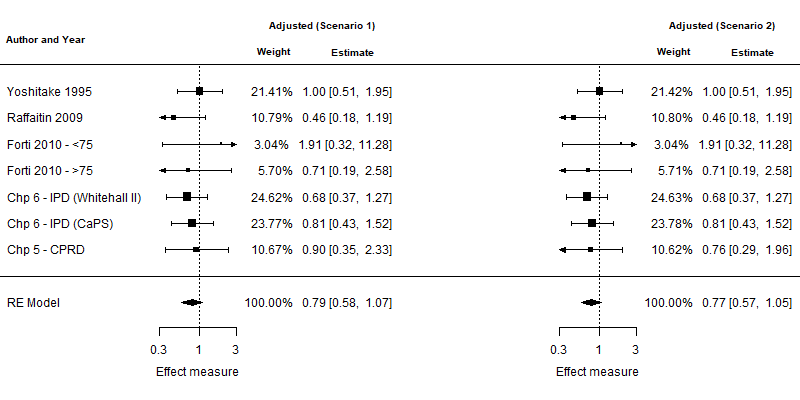 Adjusted (Scenario 1) Adjusted (Scenario 2)
Author and Year Weight Estimate Weight Estimate
Yoshitake 1995 21.41% 1.00 [0.51, 1.95] 21.42% 1.00 [0.51, 1.95]
Raffaitin 2009 10.79% 0.46 [0.18, 1.19] 10.80% 0.46 [0.18, 1.19]
Forti 2010 - <75 3.04% 1.91 [0.32, 11.28] 3.04% 1.91 [0.32, 11.28]
Forti 2010 - >75 5.70% 0.71 [0.19, 2.58] 5.71% 0.71 [0.19, 2.58]
Chp 6 - IPD (Whitehall II) 24.62% 0.68 [0.37, 1.27] 24.63% 0.68 [0.37, 1.27]
Chp 6 - IPD (CaPS) 23.77% 0.81 [0.43, 1.52] 23.78% 0.81 [0.43, 1.52]
Chp 5 - CPRD 10.67% 0.90 [0.35, 2.33] 10.62% 0.76 [0.29, 1.96]
RE Model 100.00% 0.79 [0.58, 1.07] 100.00% 0.77 [0.57, 1.05]
0.3 1 3 0.3 1 3
Effect measure Effect measure